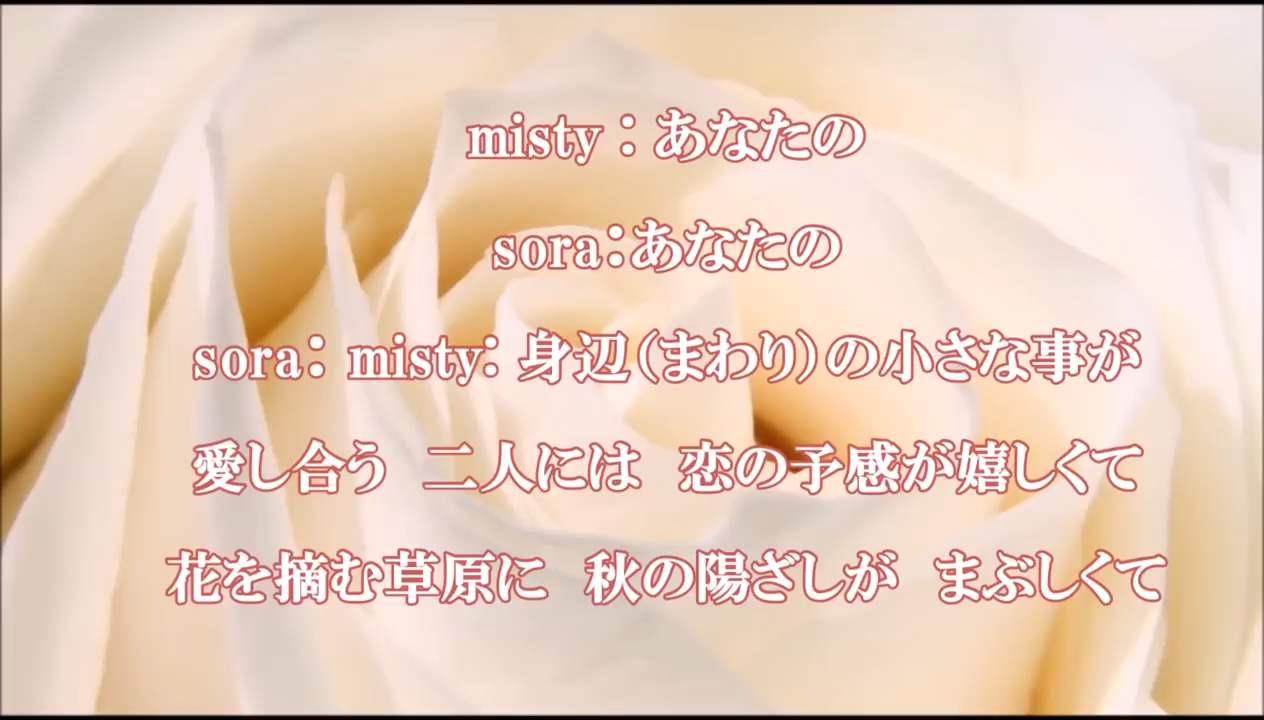 misty：あなたの
sora：あなたの
sora： misty：身辺（まわり）の小さな事が
愛し合う　二人には　恋の予感が嬉しくて
花を摘む草原に　秋の陽ざしが　まぶしくて